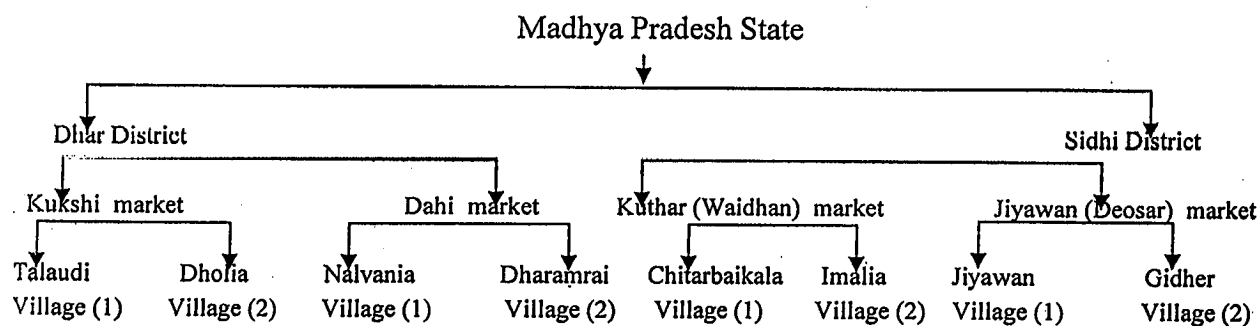 Madhya Pradesh State
Dhar District Sidhi District
Kukshi market Dahi market Kuthar (Waidhan) market Jiyawan (Deosar) market
Talaudi Dholia Nalvania Dharamrai Chitarbaikala Imalia Jiyawan Gidher
Village (1) Village (2) Village (1) Village (2) Village (1) Village (2) Village (1) Village (2)